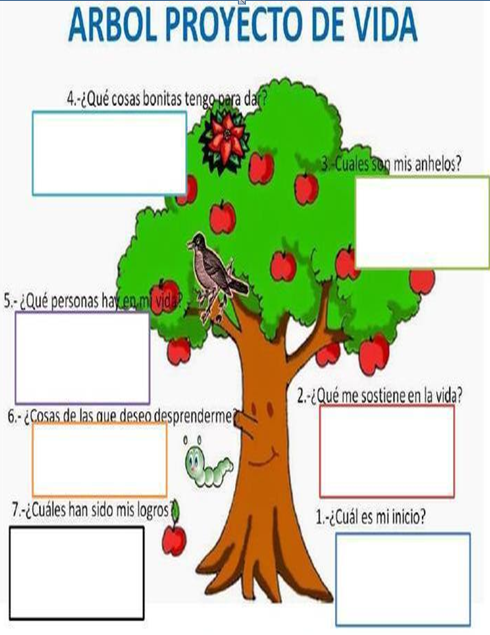 ARBOL PROYECTO DE VIDA
4.-¿Qué cosas bonitas tengo para dar?
3.-Cuales son mis anhelos?
5.- ¿Qué personas hay en mi vida?
2.-¿Qué me sostiene en la vida?
6.- ¿Cosas de las que deseo desprenderme?
7.-¿Cuáles han sido mis logros?
1.-¿Cuál es mi inicio?